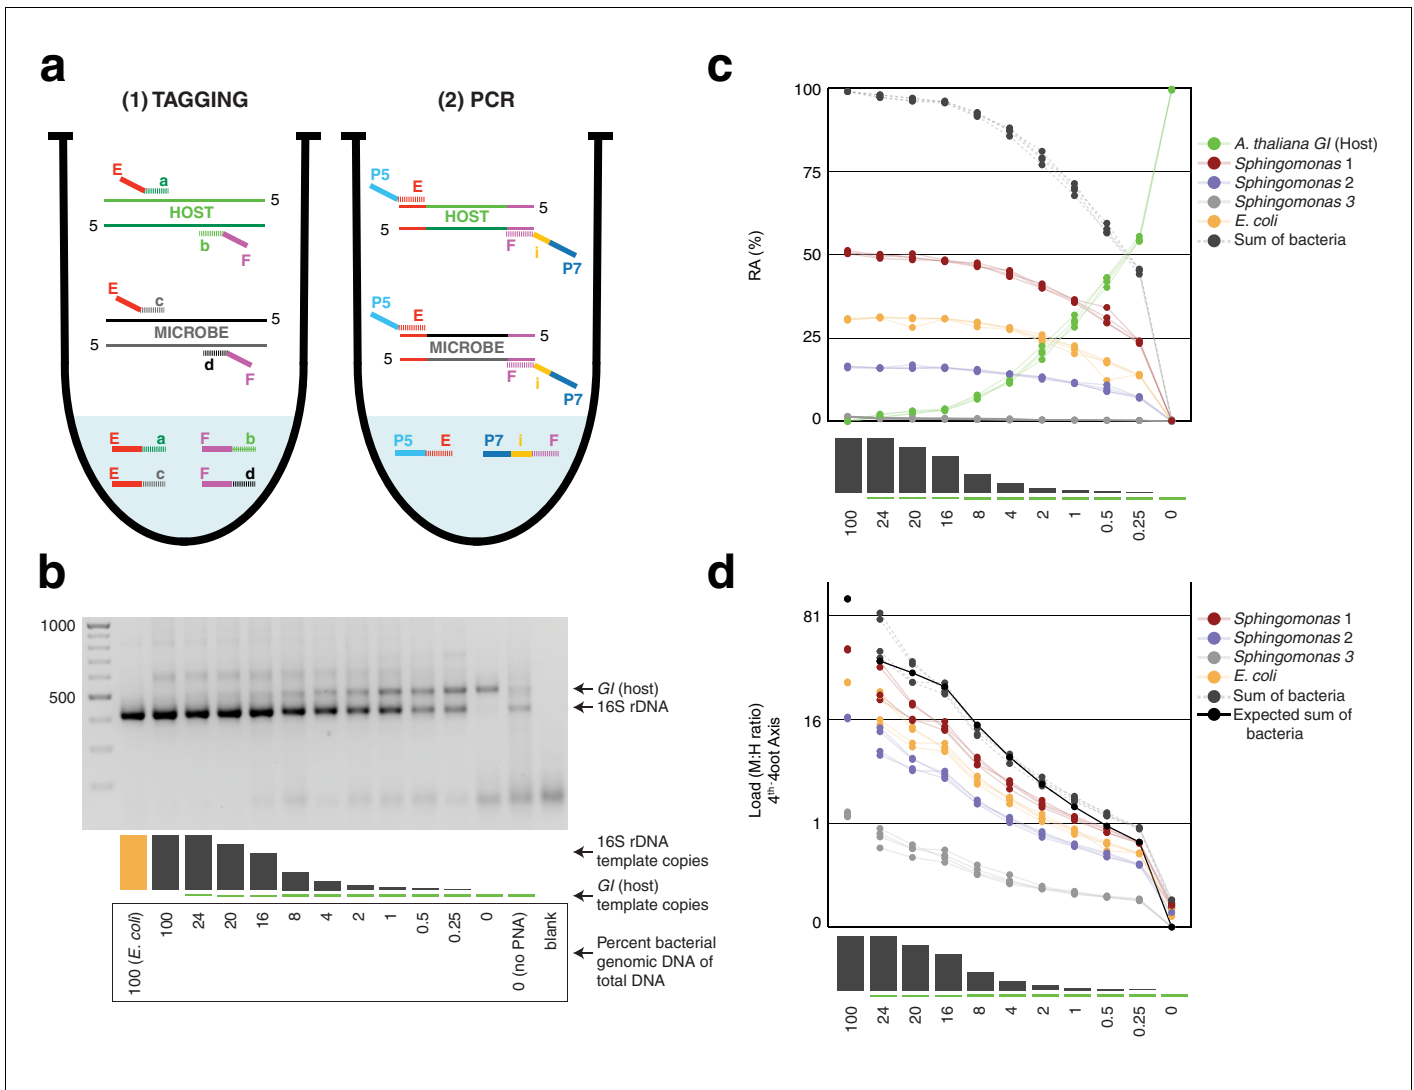 a
(1) TAGGING
(2) PCR
E
a
5
HOST
5
b
F
E
c
5
MICROBE
5
d
F
E a F b
E c F d
P5
E
5
HOST
5
F
i
P7
P5
E
5
MICROBE
5
F
i
P7
P5 E P7 i F
b
1000
500
GI (host)
16S rDNA
16S rDNA
template copies
GI (host)
template copies
100 (E. coli) 100 24 20 16 8 4 2 1 0.5 0.25 0 0 (no PNA) blank
Percent bacterial
genomic DNA of
total DNA
c
RA (%)
100
75
50
25
0
100 24 20 16 8 4 2 1 0.5 0.25 0
A. thaliana GI (Host)
Sphingomonas 1
Sphingomonas 2
Sphingomonas 3
E. coli
Sum of bacteria
d
Load (M:H ratio)
4th-4oot Axis
81
16
1
0
100 24 20 16 8 4 2 1 0.5 0.25 0
Sphingomonas 1
Sphingomonas 2
Sphingomonas 3
E. coli
Sum of bacteria
Expected sum of
bacteria